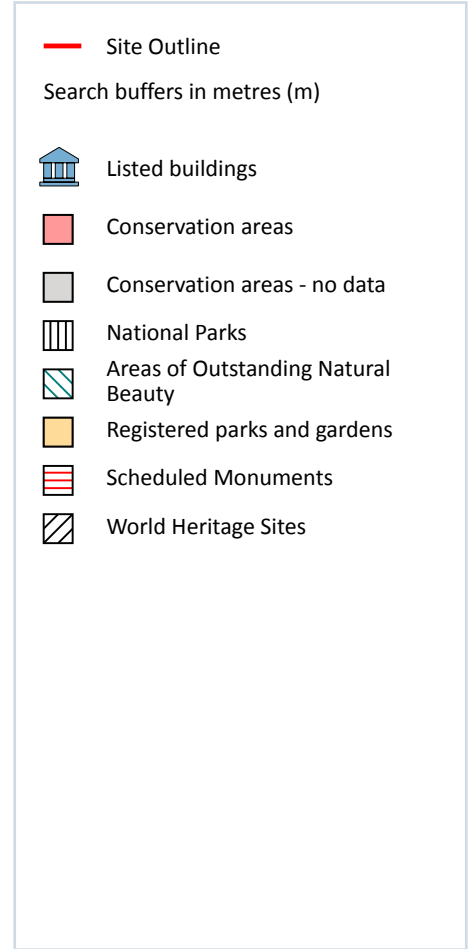 Site Outline
Search buffers in metres (m)
Listed buildings
Conservation areas
Conservation areas - no data
National Parks
Areas of Outstanding Natural
Beauty
Registered parks and gardens
Scheduled Monuments
World Heritage Sites